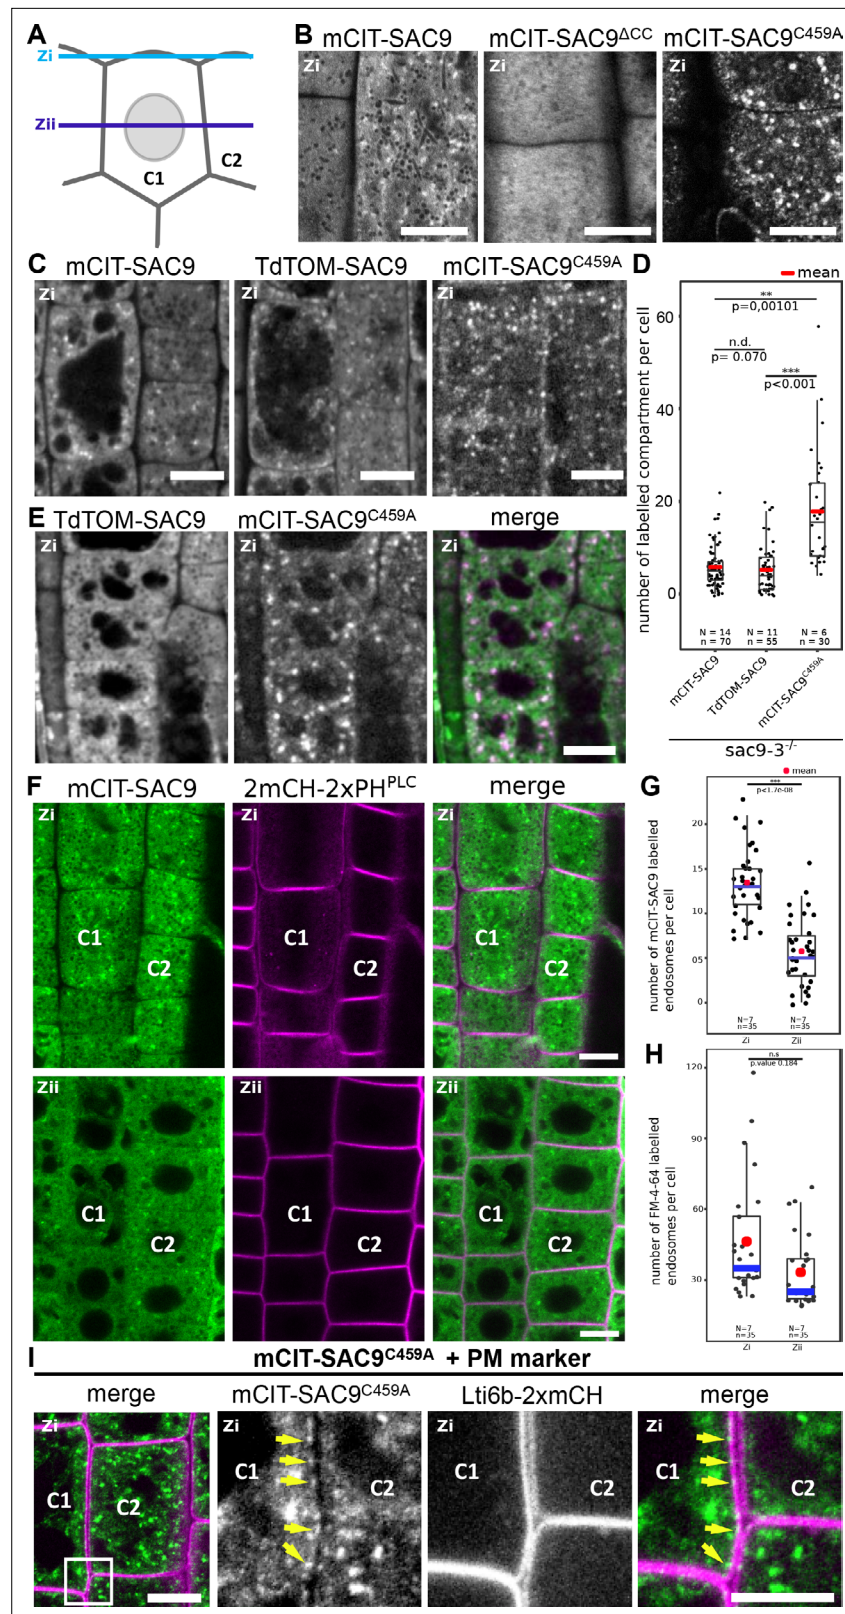 A
Zi
Zii
C1
C2
B
mCIT-SAC9
mCIT-SAC9ΔCC
mCIT-SAC9C459A
Zi
Zi
Zi
C
mCIT-SAC9
TdTOM-SAC9
mCIT-SAC9C459A
Zi
Zi
Zi
D
mean
number of labelled compartment per cell
60
40
20
0
**
p=0,00101
n.d.
p= 0.070
***
p<0.001
N = 14
n = 70
N = 11
n = 55
N = 6
n = 30
mCIT-SAC9
TdTOM-SAC9
mCIT-SAC9C459A
sac9-3-/-
E
TdTOM-SAC9
mCIT-SAC9C459A
merge
Zi
Zi
Zi
F
mCIT-SAC9
2mCH-2xPHPLC
merge
Zi
Zi
Zi
C1
C2
C1
C2
C1
C2
Zii
Zii
Zii
C1
C2
C1
C2
C1
C2
G
mean
***
p<1.7e-08
number of mCIT-SAC9 labelled
endosomes per cell
20
15
10
05
0
N=7
n=35
N=7
n=35
Zi
Zii
H
n.s
p.value 0.184
number of FM-4-64 labelled
endosomes per cell
120
90
60
30
N=7
n=35
N=7
n=35
Zi
Zii
I
mCIT-SAC9C459A + PM marker
merge
mCIT-SAC9C459A
Lti6b-2xmCH
merge
Zi
Zi
Zi
Zi
C1
C2
C1
C2
C1
C2
C1
C2